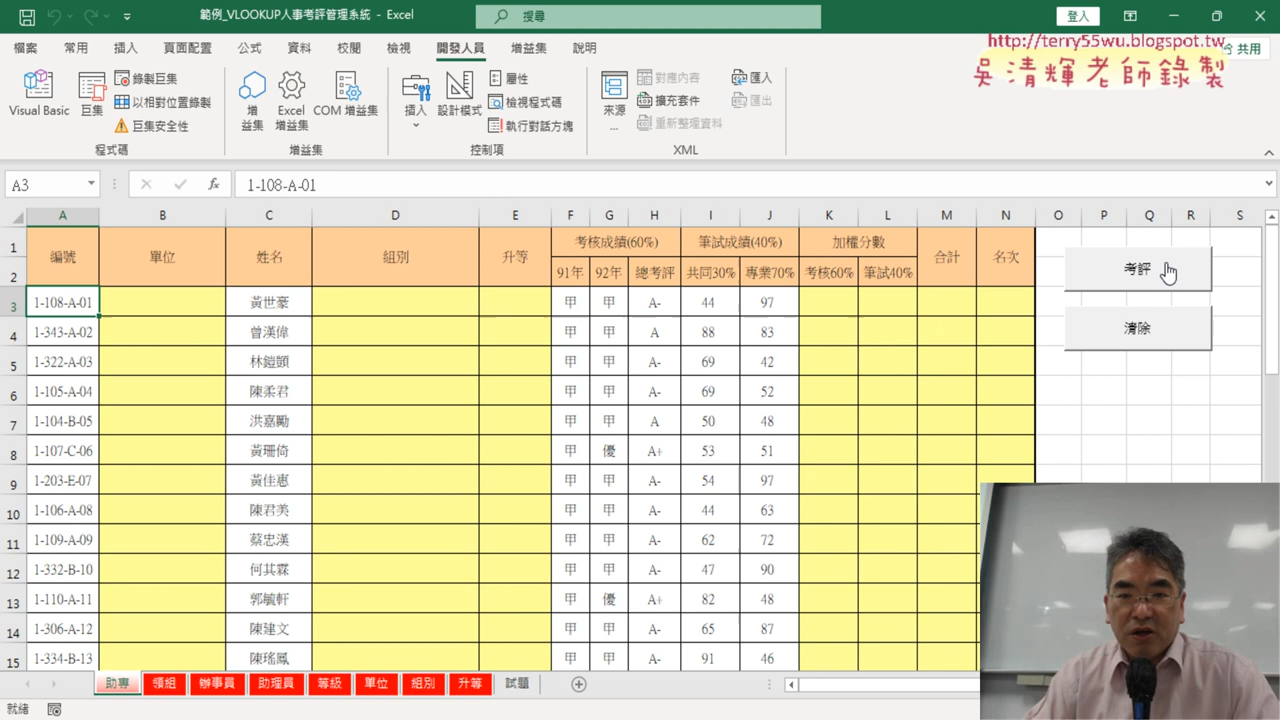 範例_VLOOKUP人事考評管理系統 - Excel
搜尋
登入
檔案 常用 插入 頁面配置 公式 資料 校閱 檢視 開發人員 增益集 說明
共用
http://terry55wu.blogspot.tw
吳清輝老師錄製
Visual Basic
巨集
錄製巨集
以相對位置錄製
巨集安全性
程式碼
增益集
Excel 增益集
COM 增益集
增益集
插入
設計模式
屬性
檢視程式碼
執行對話方塊
控制項
來源
...
對應內容
擴充套件
重新整理資料
匯入
匯出
XML
A3
fx
1-108-A-01
A B C D E F G H I J K L M N O P Q R S
編號 單位 姓名 組別 升等 考核成績(60%) 筆試成績(40%) 加權分數 合計 名次
91年 92年 總考評 共同30% 專業70% 考核60% 筆試40%
考評
清除
1
2
3 1-108-A-01 黃世豪 甲 甲 A- 44 97
4 1-343-A-02 曾漢偉 甲 甲 A 88 83
5 1-322-A-03 林鎧顗 甲 甲 A- 69 42
6 1-105-A-04 陳柔君 甲 甲 A- 69 52
7 1-104-B-05 洪嘉勵 甲 甲 A 50 48
8 1-107-C-06 黃珊倚 甲 優 A+ 53 51
9 1-203-E-07 黃佳惠 甲 甲 A- 54 97
10 1-106-A-08 陳君美 甲 甲 A- 44 63
11 1-109-A-09 蔡忠漢 甲 甲 A- 62 72
12 1-332-B-10 何其霖 甲 甲 A- 47 90
13 1-110-A-11 郭毓軒 甲 優 A+ 82 48
14 1-306-A-12 陳建文 甲 甲 A- 65 87
15 1-334-B-13 陳瑤鳳 甲 甲 A- 91 46
助專 領組 辦事員 助理員 等級 單位 組別 升等 試題
就緒